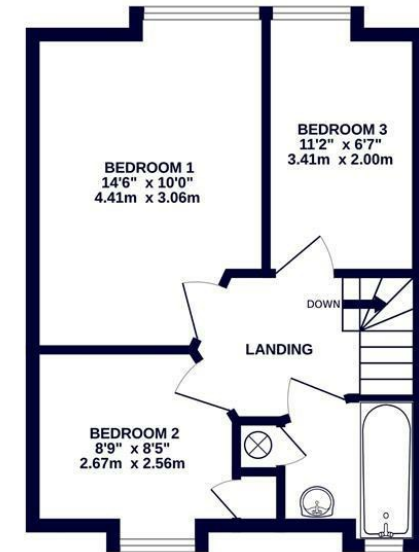 BEDROOM 1
14'6" x 10'0"
4.41m x 3.06m
BEDROOM 3
11'2" x 6'7"
3.41m x 2.00m
DOWN
LANDING
BEDROOM 2
8'9" x 8'5"
2.67m x 2.56m